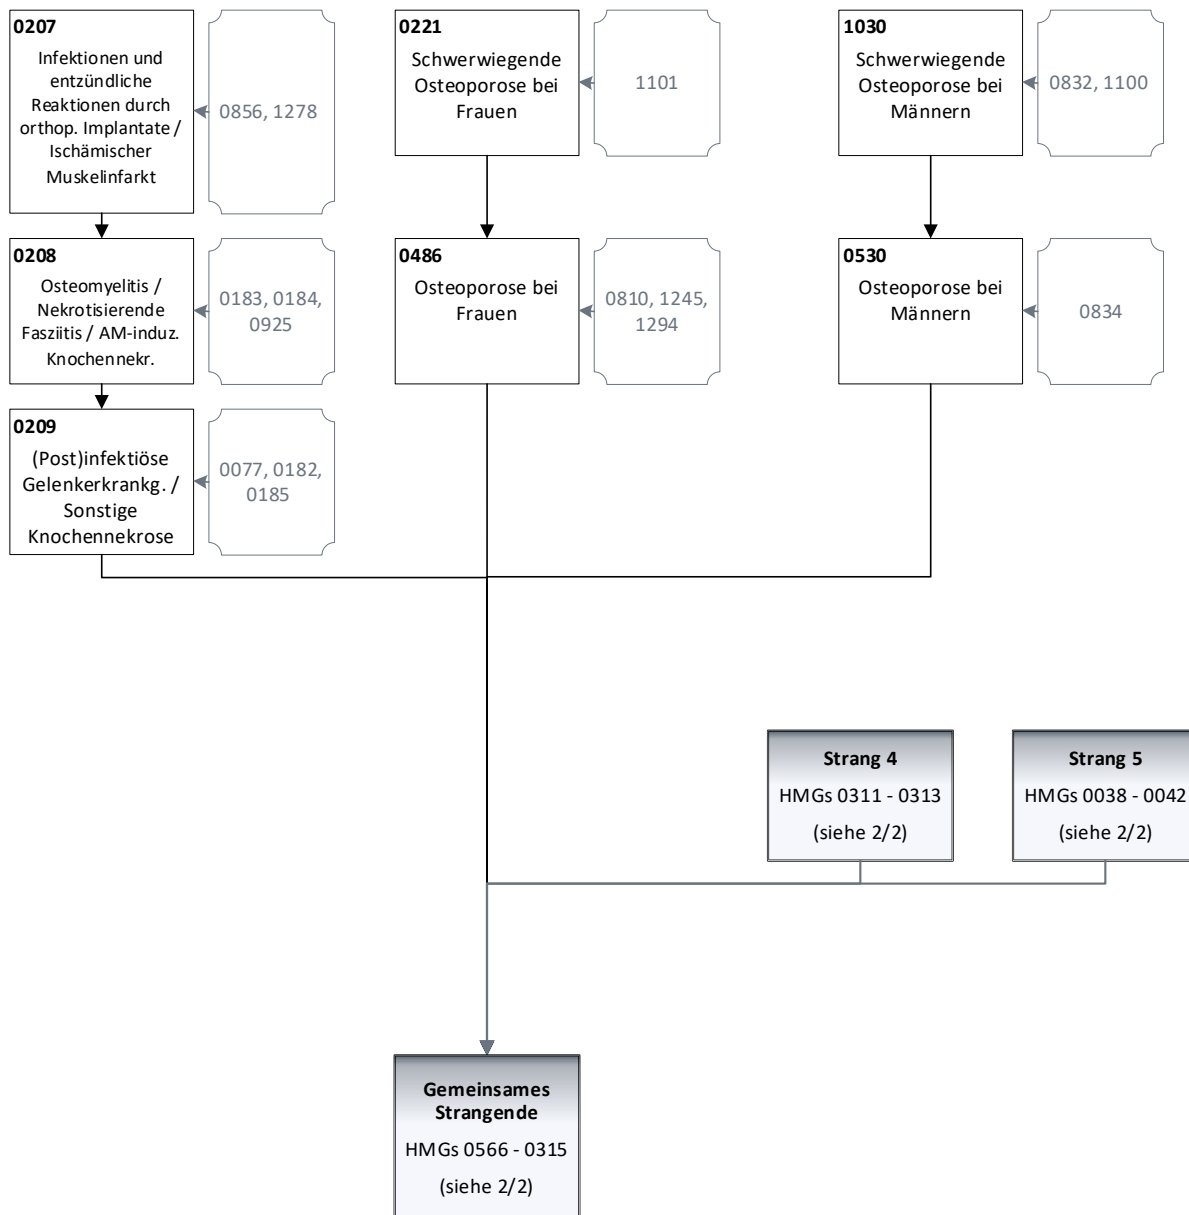 0207
Infektionen und
entzündliche
Reaktionen durch
orthop. Implantate /
Ischämischer
Muskelinfarkt
0856, 1278
0221
Schwerwiegende
Osteoporose bei
Frauen
1101
1030
Schwerwiegende
Osteoporose bei
Männern
0832, 1100
0208
Osteomyelitis /
Nekrotisierende
Fasziitis / AM-induz.
Knochennekr.
0183, 0184,
0925
0486
Osteoporose bei
Frauen
0810, 1245,
1294
0530
Osteoporose bei
Männern
0834
0209
(Post)infektiöse
Gelenkerkrankg. /
Sonstige
Knochennekrose
0077, 0182,
0185
Strang 4
HMGs 0311 - 0313
(siehe 2/2)
Strang 5
HMGs 0038 - 0042
(siehe 2/2)
Gemeinsames
Strangende
HMGs 0566 - 0315
(siehe 2/2)